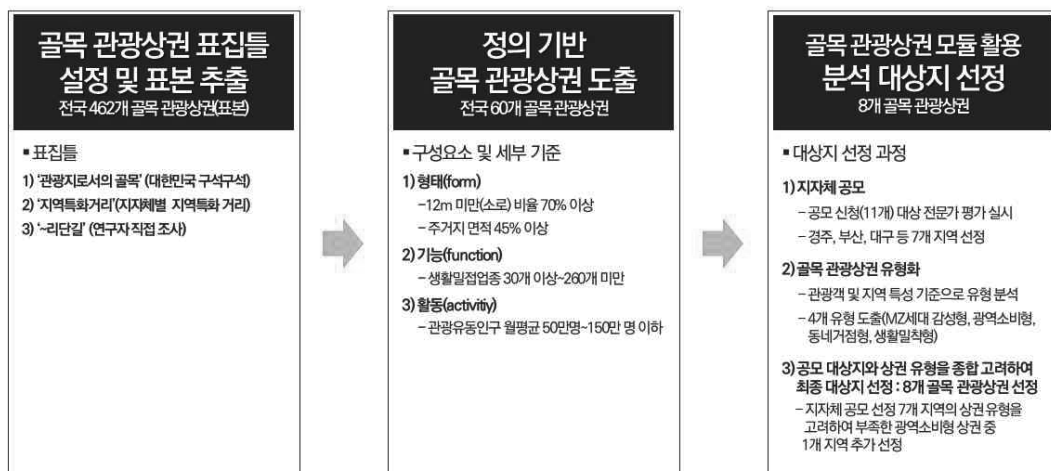 골목 관광상권 표집틀
설정 및 표본 추출
전국 462개 골목 관광상권(표본)
▪ 표집틀
1) ‘관광지로서의 골목’ (대한민국 구석구석)
2) ‘지역특화거리’(지자체별 지역특화 거리)
3) ‘~리단길’ (연구자 직접 조사)
정의 기반
골목 관광상권 도출
전국 60개 골목 관광상권
▪ 구성요소 및 세부 기준
1) 형태(form)
–12m 미만(소로) 비율 70% 이상
– 주거지 면적 45% 이상
2) 기능(function)
– 생활밀접업종 30개 이상~260개 미만
3) 활동(activitiy)
– 관광유동인구 월평균 50만명~150만 명 이하
골목 관광상권 모듈 활용
분석 대상지 선정
8개 골목 관광상권
▪ 대상지 선정 과정
1) 지자체 공모
– 공모 신청(11개) 대상 전문가 평가 실시
– 경주, 부산, 대구 등 7개 지역 선정
2) 골목 관광상권 유형화
– 관광객 및 지역 특성 기준으로 유형 분석
– 4개 유형 도출(MZ세대 감성형, 광역소비형,
동네거점형, 생활밀착형)
3) 공모 대상지와 상권 유형을 종합 고려하여
최종 대상지 선정 : 8개 골목 관광상권 선정
– 지자체 공모 선정 7개 지역의 상권 유형을
고려하여 부족한 광역소비형 상권 중
1개 지역 추가 선정